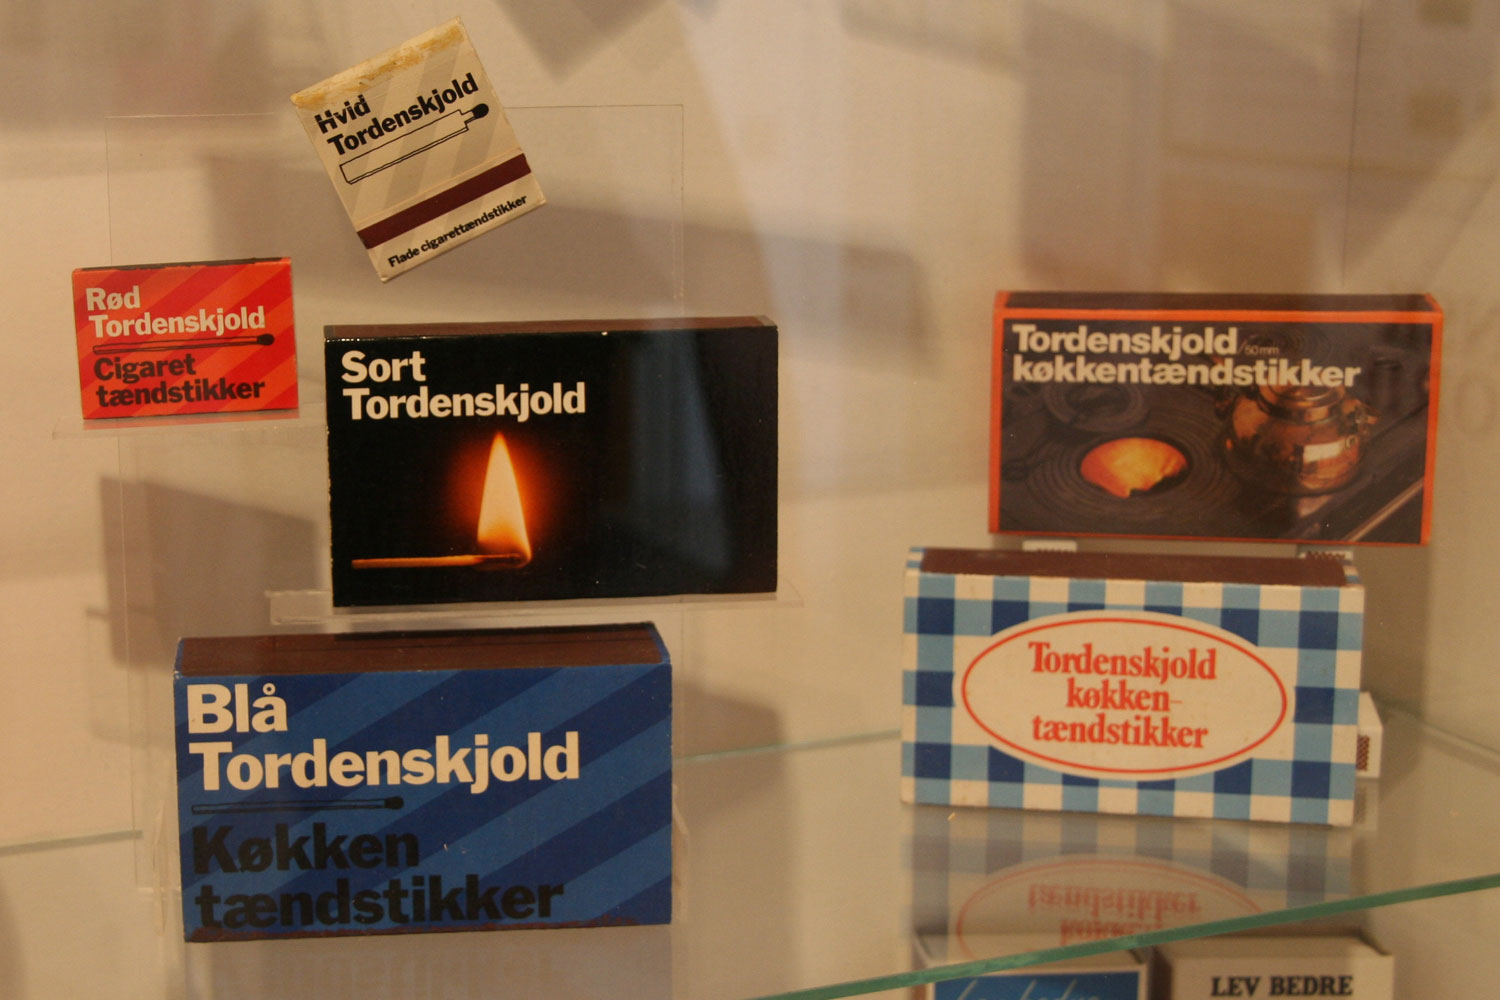 Hvid
Tordenskjold
Flade cigarettændstikker
Rød
Tordenskjold
Cigaret
tændstikker
Sort
Tordenskjold
Blå
Tordenskjold
Køkken
tændstikker
Tordenskjold/50mm
køkkentændstikker
Tordenskjold
køkken-
tændstikker
LEV BEDRE